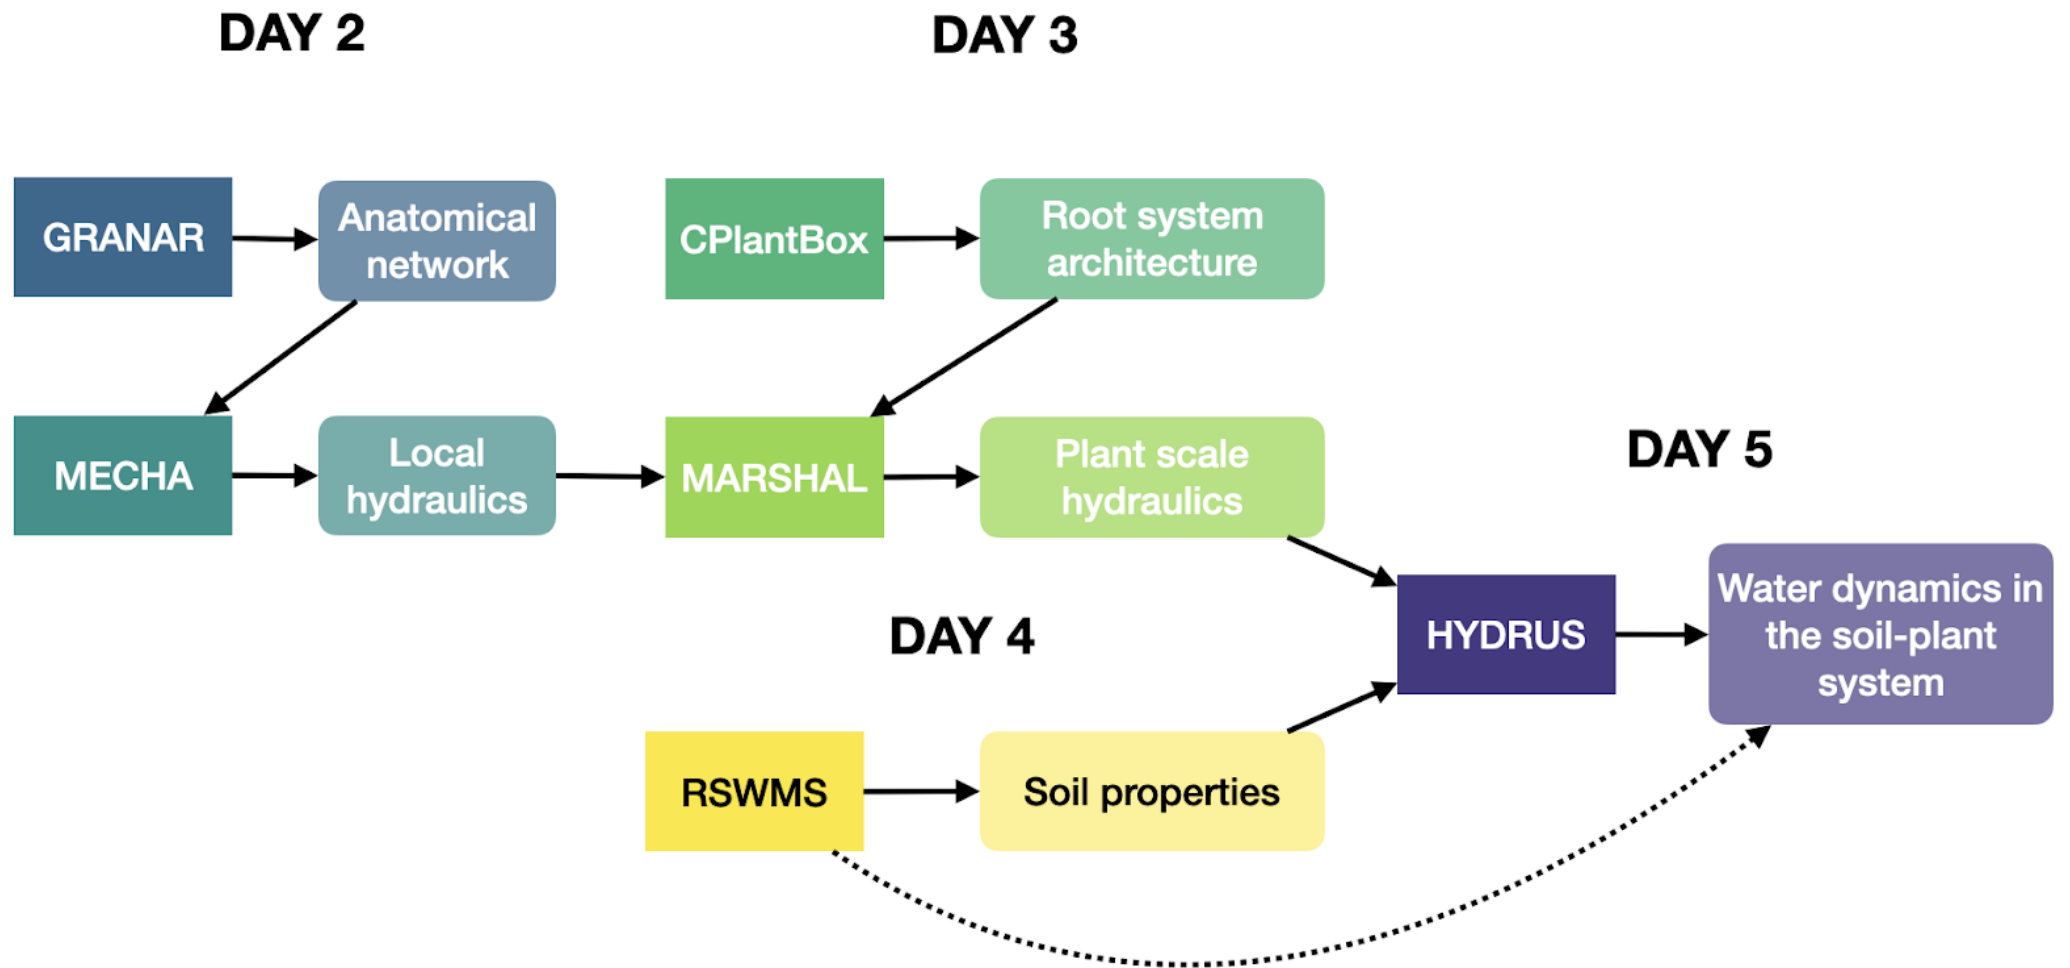 DAY 2
DAY 3
GRANAR
Anatomical
network
CPlantBox
Root system
architecture
MECHA
Local
hydraulics
MARSHAL
Plant scale
hydraulics
DAY 5
DAY 4
HYDRUS
Water dynamics in
the soil-plant
system
RSWMS
Soil properties